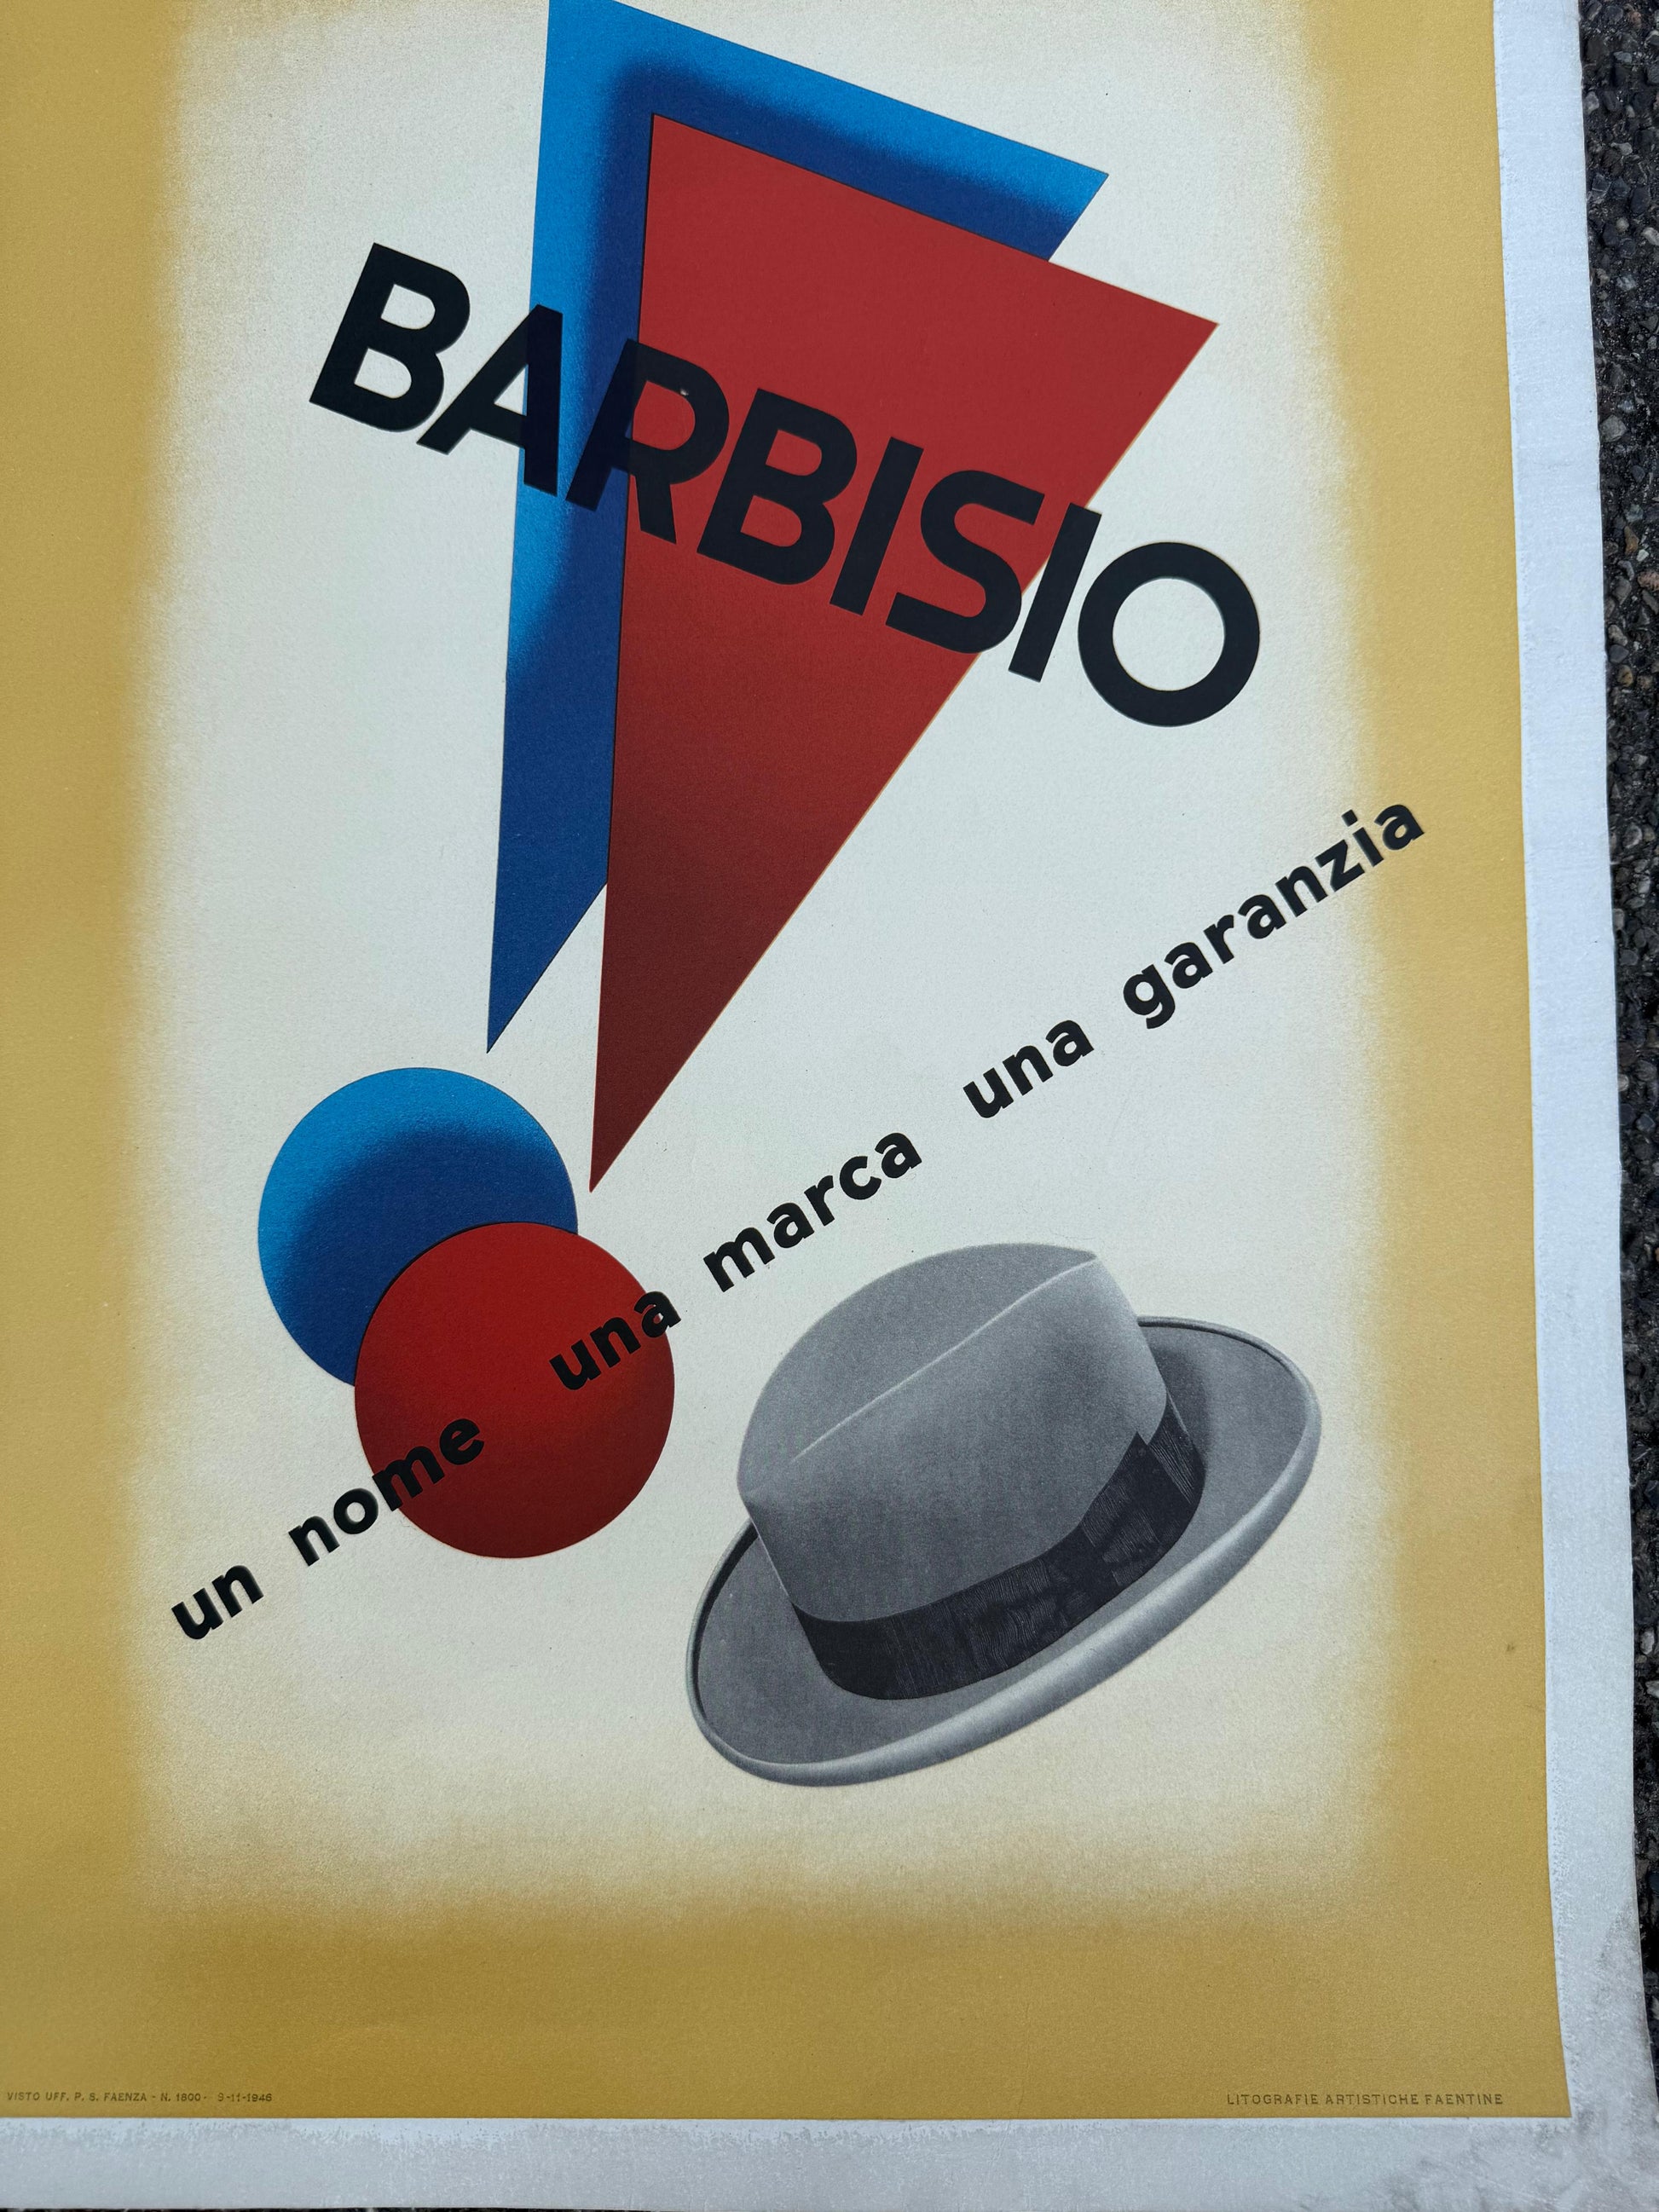 BARBISIO
un nome una marca una garanzia
VISTO UFF. P. S. FAENZA - N. 1800 - 9-11-1946
LITOGRAFIE ARTISTICHE FAENTINE